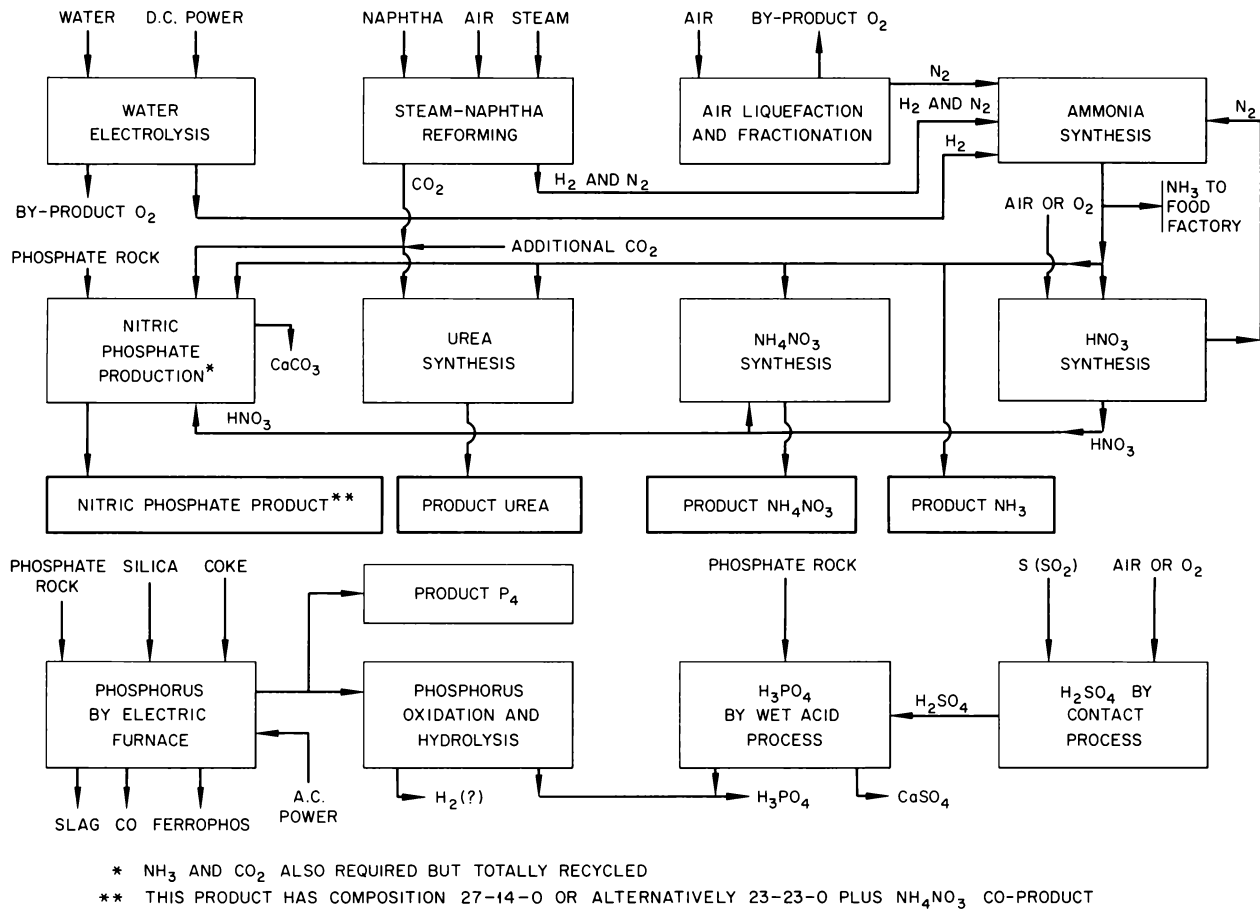 WATER
D.C. POWER
NAPHTHA
AIR
STEAM
AIR
BY-PRODUCT O₂
WATER
ELECTROLYSIS
STEAM-NAPHTHA
REFORMING
AIR LIQUEFACTION
AND FRACTIONATION
N₂
H₂ AND N₂
H₂
AMMONIA
SYNTHESIS
N₂
BY-PRODUCT O₂
CO₂
H₂ AND N₂
AIR OR O₂
NH₃ TO
FOOD
FACTORY
PHOSPHATE ROCK
ADDITIONAL CO₂
NITRIC
PHOSPHATE
PRODUCTION*
CaCO₃
UREA
SYNTHESIS
NH₄NO₃
SYNTHESIS
HNO₃
SYNTHESIS
HNO₃
HNO₃
NITRIC PHOSPHATE PRODUCT**
PRODUCT UREA
PRODUCT NH₄NO₃
PRODUCT NH₃
PHOSPHATE
ROCK
SILICA
COKE
PRODUCT P₄
PHOSPHATE ROCK
S (SO₂)
AIR OR O₂
PHOSPHORUS
BY ELECTRIC
FURNACE
PHOSPHORUS
OXIDATION AND
HYDROLYSIS
H₃PO₄
BY WET ACID
PROCESS
H₂SO₄
H₂SO₄ BY
CONTACT
PROCESS
SLAG
CO
FERROPHOS
A.C.
POWER
H₂(?)
H₃PO₄
CaSO₄
* NH₃ AND CO₂ ALSO REQUIRED BUT TOTALLY RECYCLED
** THIS PRODUCT HAS COMPOSITION 27-14-0 OR ALTERNATIVELY 23-23-0 PLUS NH₄NO₃ CO-PRODUCT